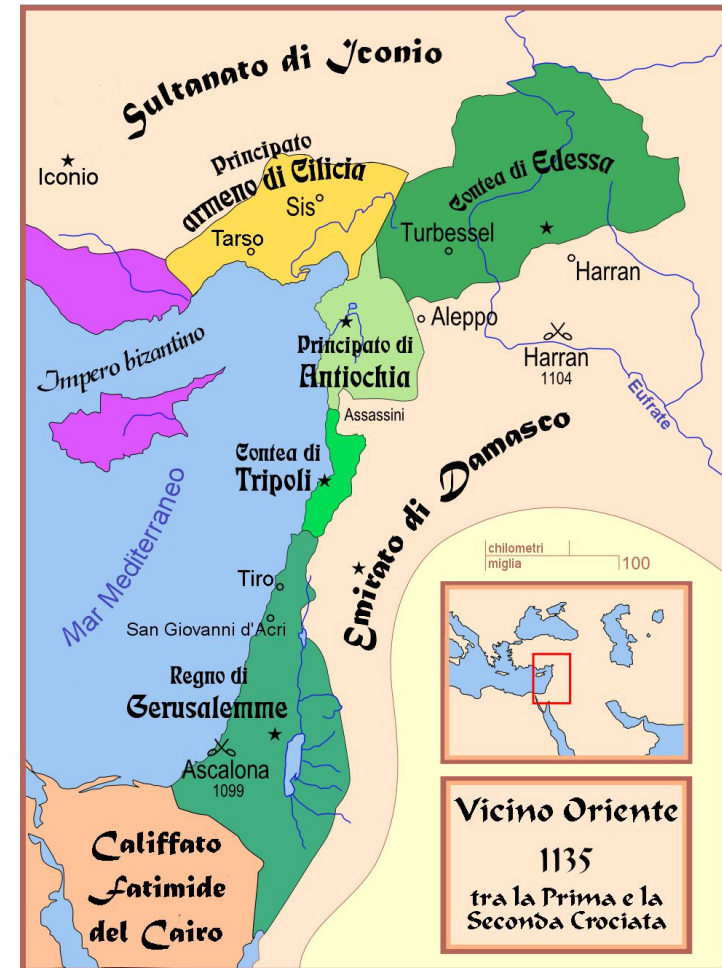 Sultanato di Iconio
Iconio
Principato
armeno di Cilicia
Sis
Tarso
Contea di Edessa
Turbessel
Harran
Aleppo
Harran
1104
Eufrate
Impero bizantino
Principato di
Antiochia
Assassini
Contea di
Tripoli
Emirato di Damasco
Mar Mediterraneo
chilometri
miglia
100
Tiro
San Giovanni d'Acri
Regno di
Gerusalemme
Ascalona
1099
Califfato
Fatimide
del Cairo
Vicino Oriente
1135
tra la Prima e la
Seconda Crociata